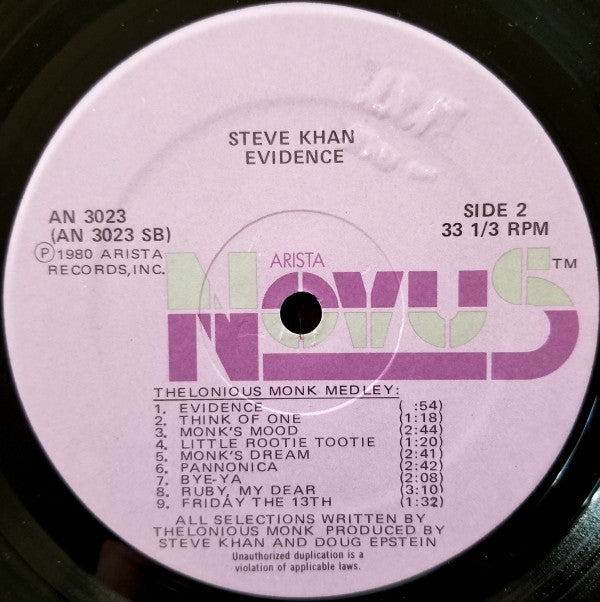 STEVE KHAN
EVIDENCE
AN 3023
(AN 3023 SB)
Ⓟ1980 ARISTA
RECORDS, INC.
SIDE 2
33 1/3 RPM
ARISTA
NOVUS™
THELONIOUS MONK MEDLEY:
1. EVIDENCE ( :54)
2. THINK OF ONE (1:18)
3. MONK'S MOOD (2:44)
4. LITTLE ROOTIE TOOTIE (1:20)
5. MONK'S DREAM (2:41)
6. PANNONICA (2:42)
7. BYE-YA (2:08)
8. RUBY, MY DEAR (3:10)
9. FRIDAY THE 13TH (1:32)
ALL SELECTIONS WRITTEN BY
THELONIOUS MONK PRODUCED BY
STEVE KHAN AND DOUG EPSTEIN
Unauthorized duplication is a
violation of applicable laws.